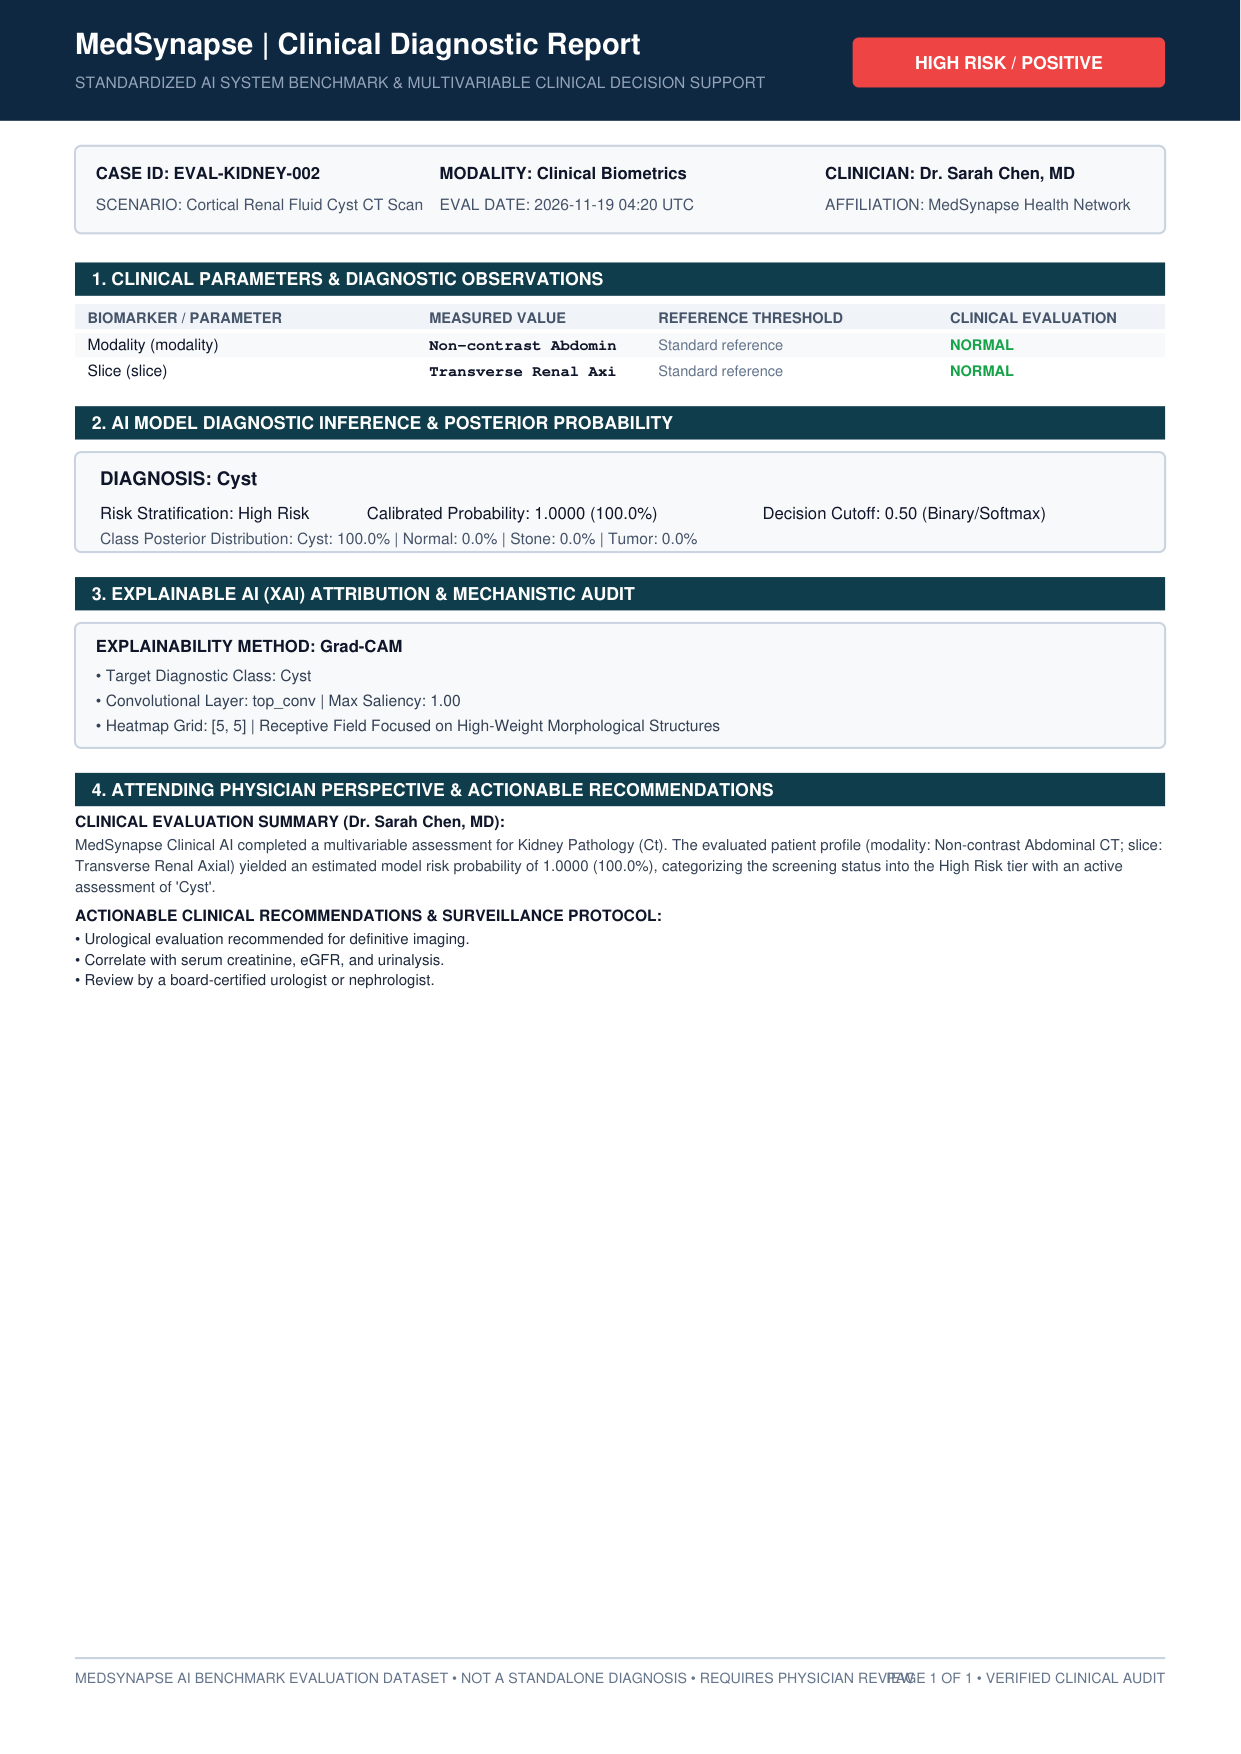 MedSynapse | Clinical Diagnostic Report
STANDARDIZED AI SYSTEM BENCHMARK & MULTIVARIABLE CLINICAL DECISION SUPPORT
HIGH RISK / POSITIVE
CASE ID: EVAL-KIDNEY-002 MODALITY: Clinical Biometrics CLINICIAN: Dr. Sarah Chen, MD
SCENARIO: Cortical Renal Fluid Cyst CT Scan EVAL DATE: 2026-11-19 04:20 UTC AFFILIATION: MedSynapse Health Network
1. CLINICAL PARAMETERS & DIAGNOSTIC OBSERVATIONS
BIOMARKER / PARAMETER MEASURED VALUE REFERENCE THRESHOLD CLINICAL EVALUATION
Modality (modality) Non-contrast Abdomin Standard reference NORMAL
Slice (slice) Transverse Renal Axi Standard reference NORMAL
2. AI MODEL DIAGNOSTIC INFERENCE & POSTERIOR PROBABILITY
DIAGNOSIS: Cyst
Risk Stratification: High Risk Calibrated Probability: 1.0000 (100.0%) Decision Cutoff: 0.50 (Binary/Softmax)
Class Posterior Distribution: Cyst: 100.0% | Normal: 0.0% | Stone: 0.0% | Tumor: 0.0%
3. EXPLAINABLE AI (XAI) ATTRIBUTION & MECHANISTIC AUDIT
EXPLAINABILITY METHOD: Grad-CAM
• Target Diagnostic Class: Cyst
• Convolutional Layer: top_conv | Max Saliency: 1.00
• Heatmap Grid: [5, 5] | Receptive Field Focused on High-Weight Morphological Structures
4. ATTENDING PHYSICIAN PERSPECTIVE & ACTIONABLE RECOMMENDATIONS
CLINICAL EVALUATION SUMMARY (Dr. Sarah Chen, MD):
MedSynapse Clinical AI completed a multivariable assessment for Kidney Pathology (Ct). The evaluated patient profile (modality: Non-contrast Abdominal CT; slice:
Transverse Renal Axial) yielded an estimated model risk probability of 1.0000 (100.0%), categorizing the screening status into the High Risk tier with an active
assessment of 'Cyst'.
ACTIONABLE CLINICAL RECOMMENDATIONS & SURVEILLANCE PROTOCOL:
• Urological evaluation recommended for definitive imaging.
• Correlate with serum creatinine, eGFR, and urinalysis.
• Review by a board-certified urologist or nephrologist.
MEDSYNAPSE AI BENCHMARK EVALUATION DATASET • NOT A STANDALONE DIAGNOSIS • REQUIRES PHYSICIAN REVIEW PAGE 1 OF 1 • VERIFIED CLINICAL AUDIT